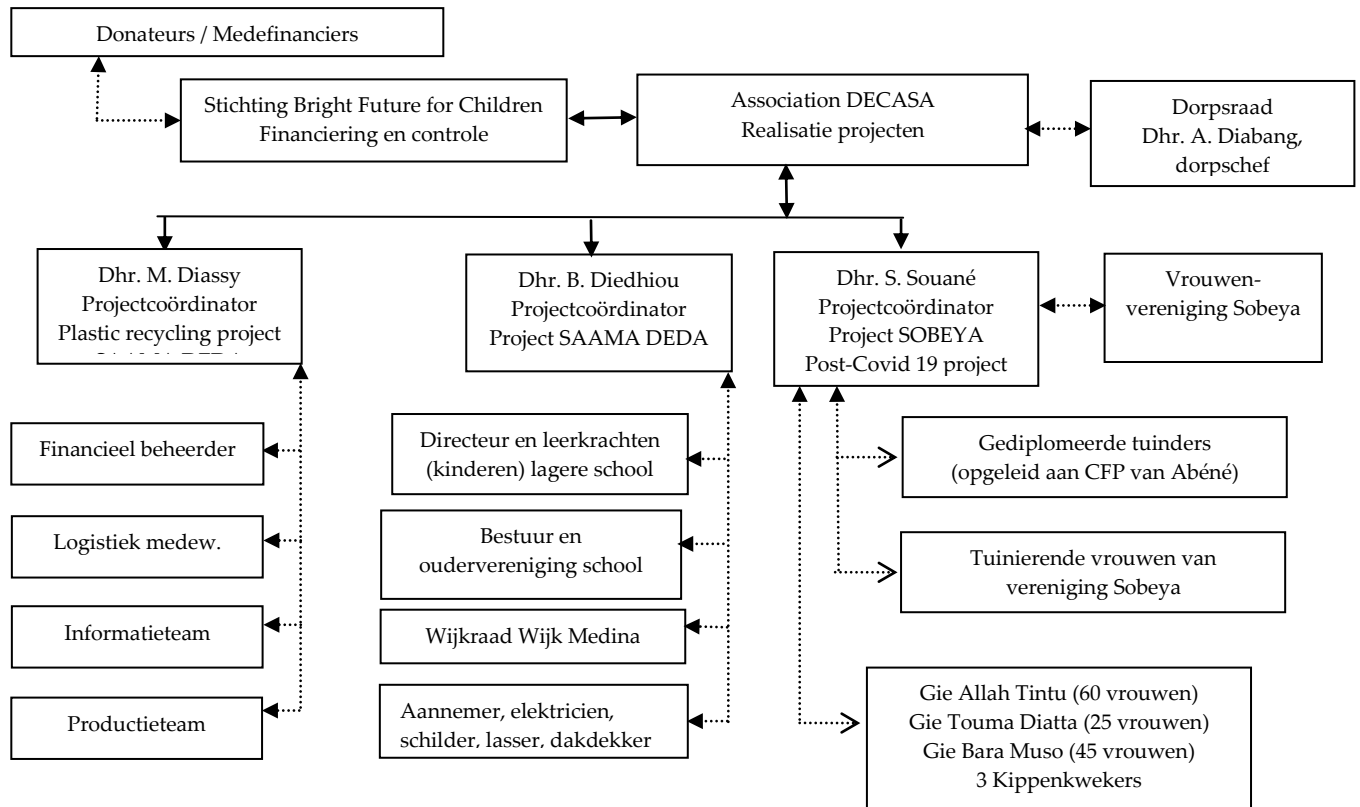 Donateurs / Medefinanciers
Stichting Bright Future for Children
Financiering en controle
Association DECASA
Realisatie projecten
Dorpsraad
Dhr. A. Diabang,
dorpschef
Dhr. M. Diassy
Projectcoördinator
Plastic recycling project
Dhr. B. Diedhiou
Projectcoördinator
Project SAAMA DEDA
Dhr. S. Souané
Projectcoördinator
Project SOBEYA
Post-Covid 19 project
Vrouwen-
vereniging Sobeya
Financieel beheerder
Logistiek medew.
Informatieteam
Productieteam
Directeur en leerkrachten
(kinderen) lagere school
Bestuur en
oudervereniging school
Wijkraad Wijk Medina
Aannemer, elektricien,
schilder, lasser, dakdekker
Gediplomeerde tuinders
(opgeleid aan CFP van Abéné)
Tuinierende vrouwen van
vereniging Sobeya
Gie Allah Tintu (60 vrouwen)
Gie Touma Diatta (25 vrouwen)
Gie Bara Muso (45 vrouwen)
3 Kippenkwekers